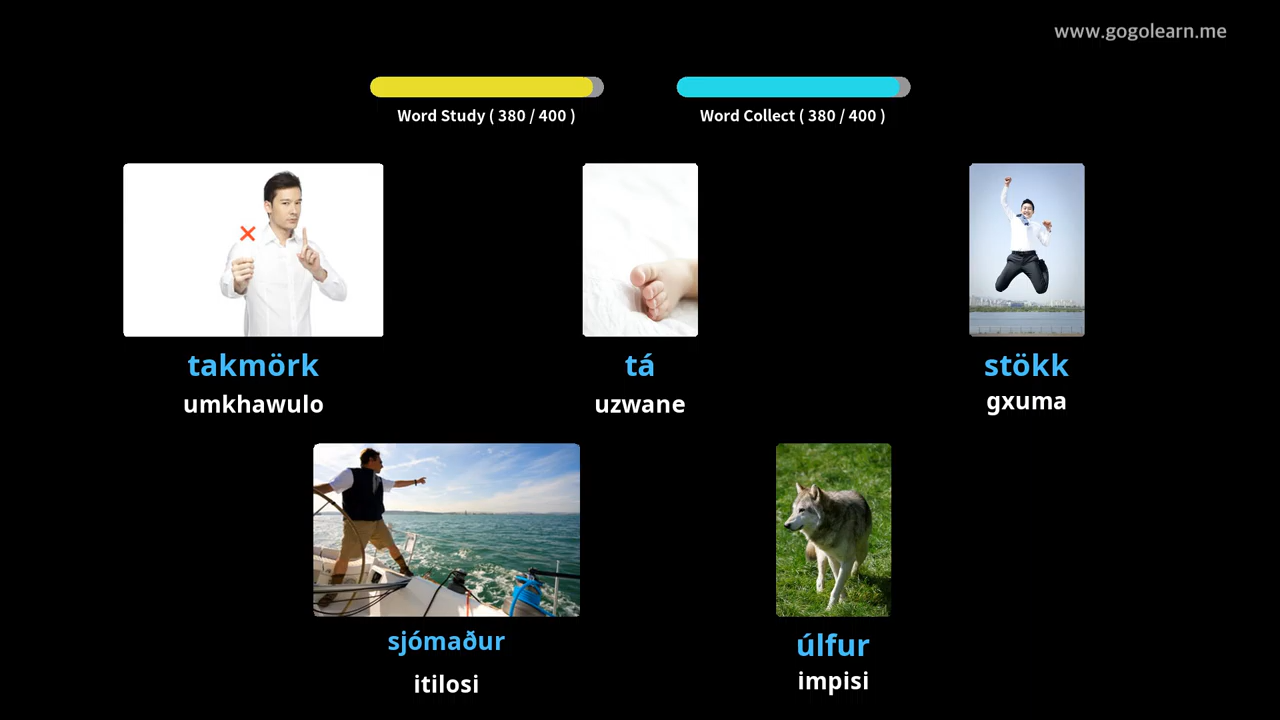 www.gogolearn.me
Word Study ( 380 / 400 )
Word Collect ( 380 / 400 )
takmörk
umkhawulo
tá
uzwane
stökk
gxuma
sjómaður
itilosi
úlfur
impisi